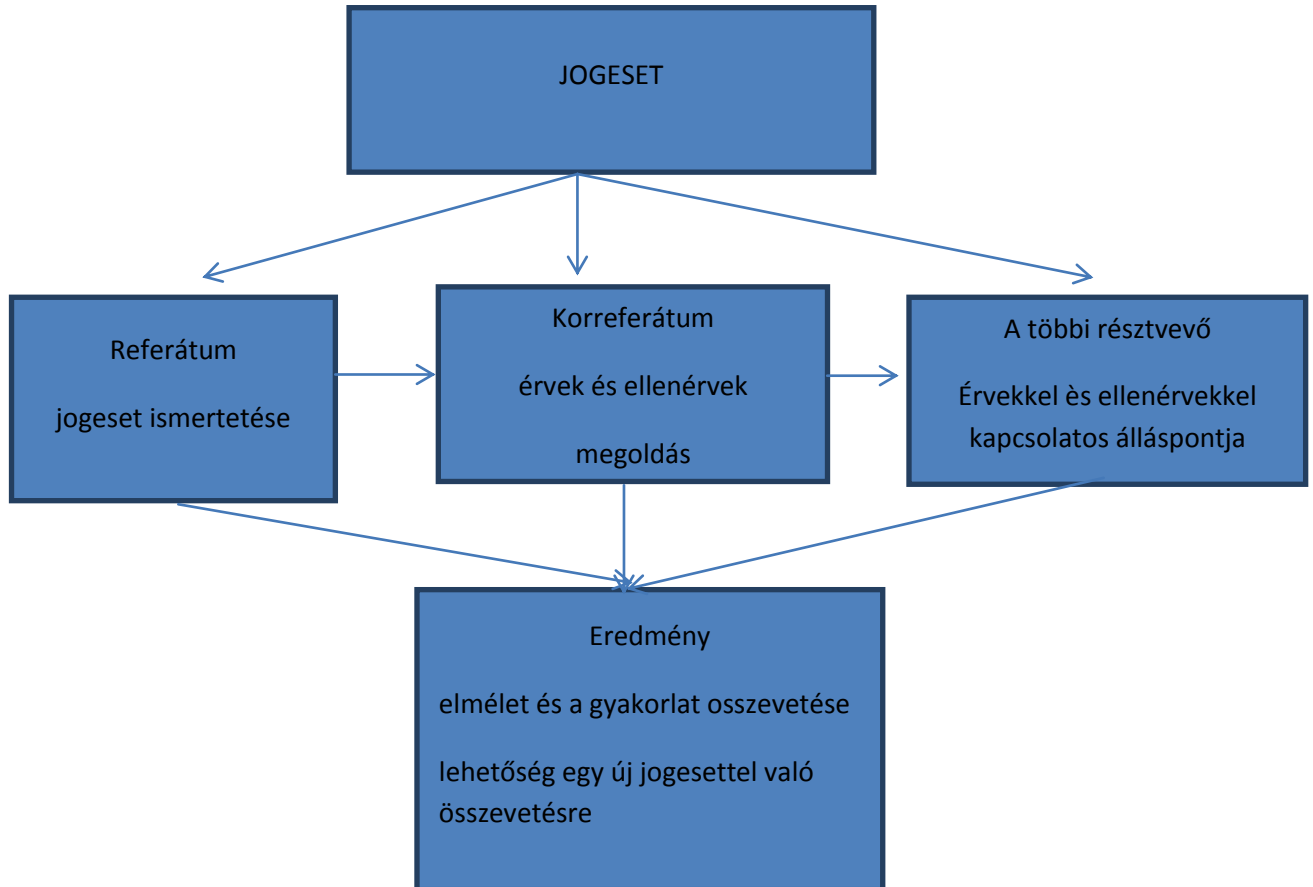 JOGESET
Referátum
jogeset ismertetése
Korreferátum
érvek és ellenérvek
megoldás
A többi résztvevő
Érvekkel ès ellenérvekkel
kapcsolatos álláspontja
Eredmény
elmélet és a gyakorlat osszevetése
lehetőség egy új jogesettel való
összevetésre